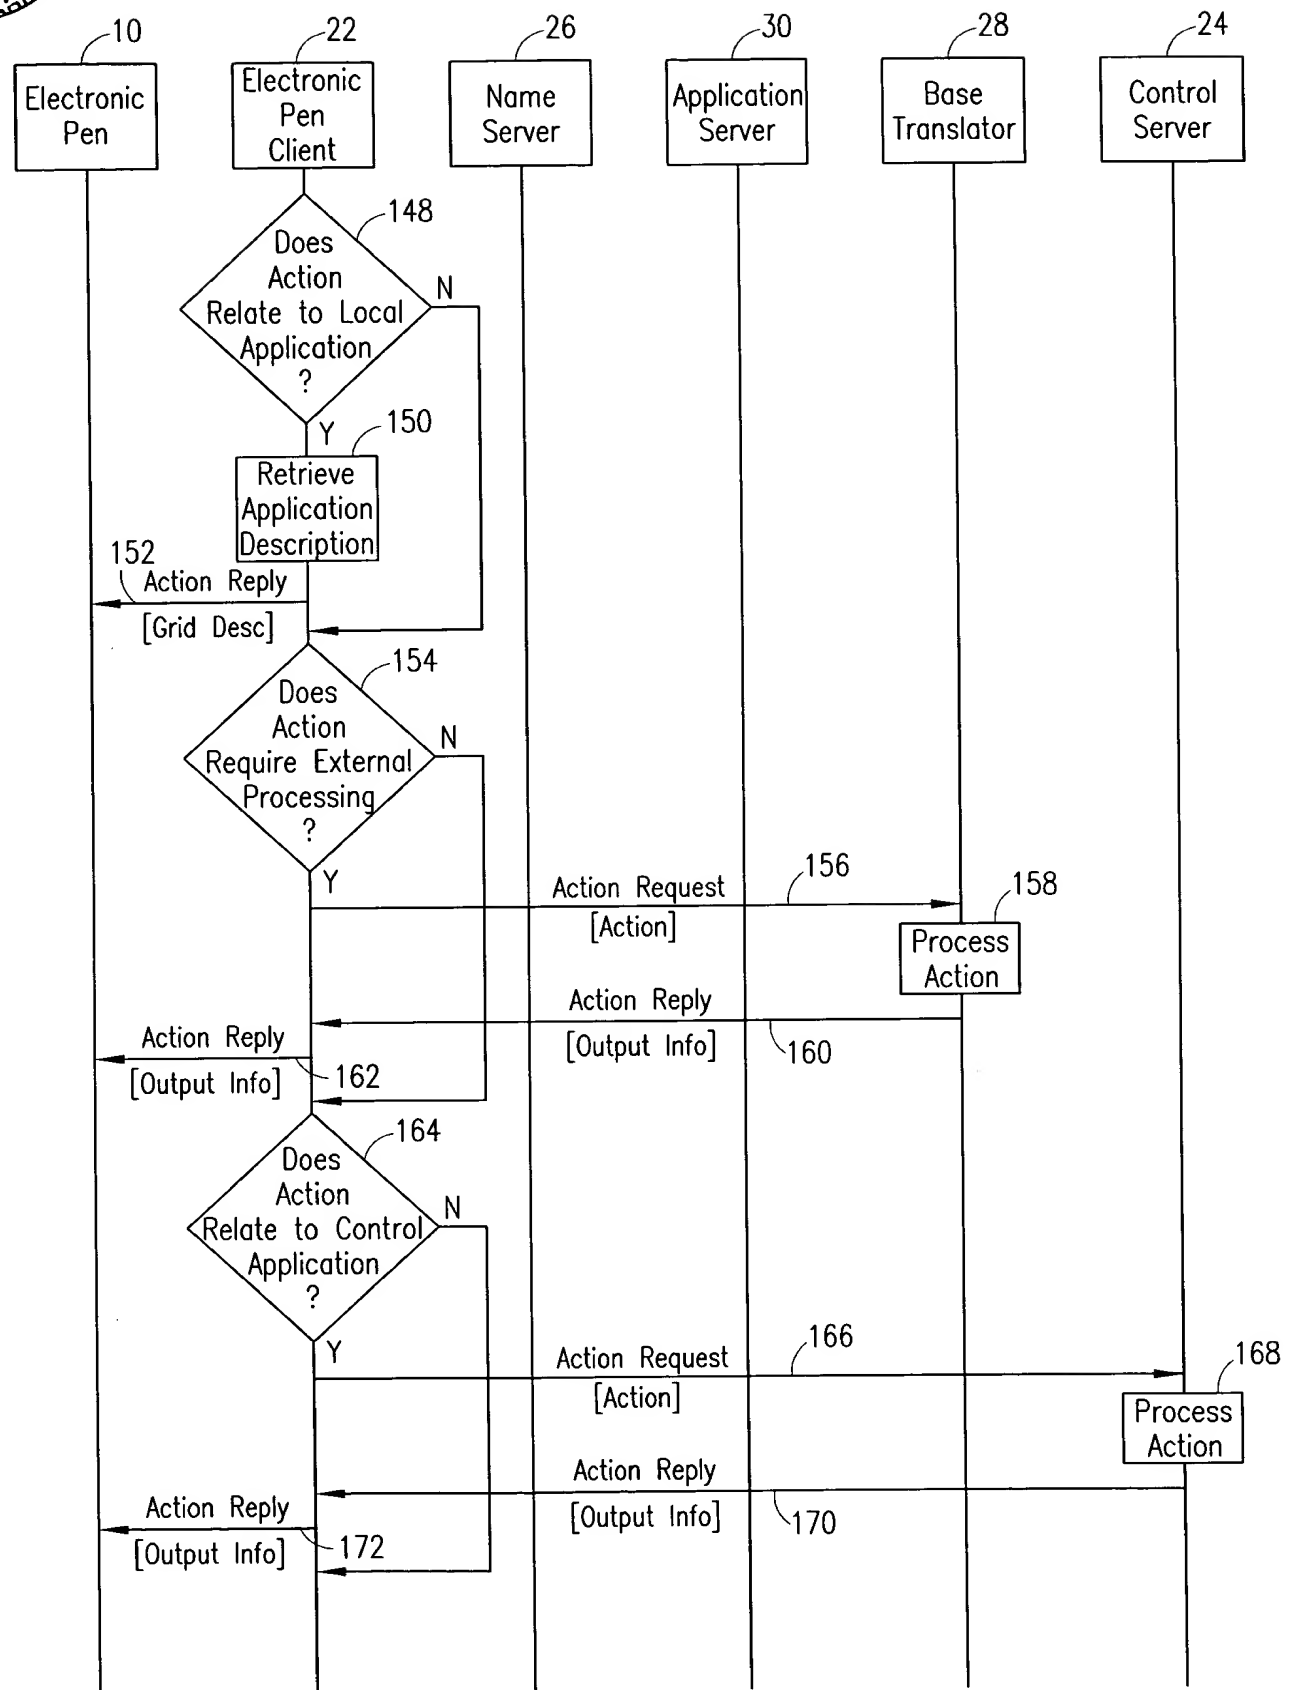 10
22
26
30
28
24
Electronic
Pen
Electronic
Pen
Client
Name
Server
Application
Server
Base
Translator
Control
Server
148
Does
Action
Relate to Local
Application
?
N
Y
150
Retrieve
Application
Description
152
Action Reply
[Grid Desc]
154
Does
Action
Require External
Processing
?
N
Y
Action Request
156
[Action]
158
Process
Action
Action Reply
[Output Info]
160
Action Reply
[Output Info]
162
164
Does
Action
Relate to Control
Application
?
N
Y
Action Request
166
[Action]
168
Process
Action
Action Reply
[Output Info]
170
Action Reply
[Output Info]
172